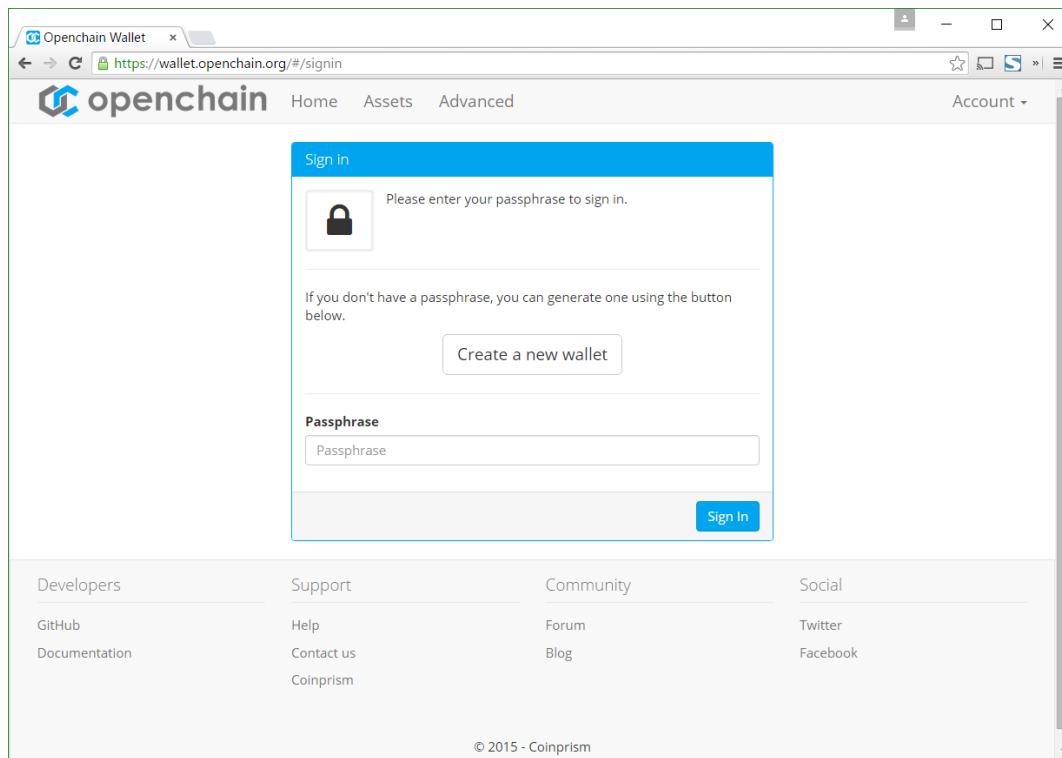 Openchain Wallet
https://wallet.openchain.org/#/signin
openchain Home Assets Advanced Account
Sign in
Please enter your passphrase to sign in.
If you don't have a passphrase, you can generate one using the button
below.
Create a new wallet
Passphrase
Passphrase
Sign In
Developers Support Community Social
GitHub Help Forum Twitter
Documentation Contact us Blog Facebook
Coinprism
© 2015 - Coinprism